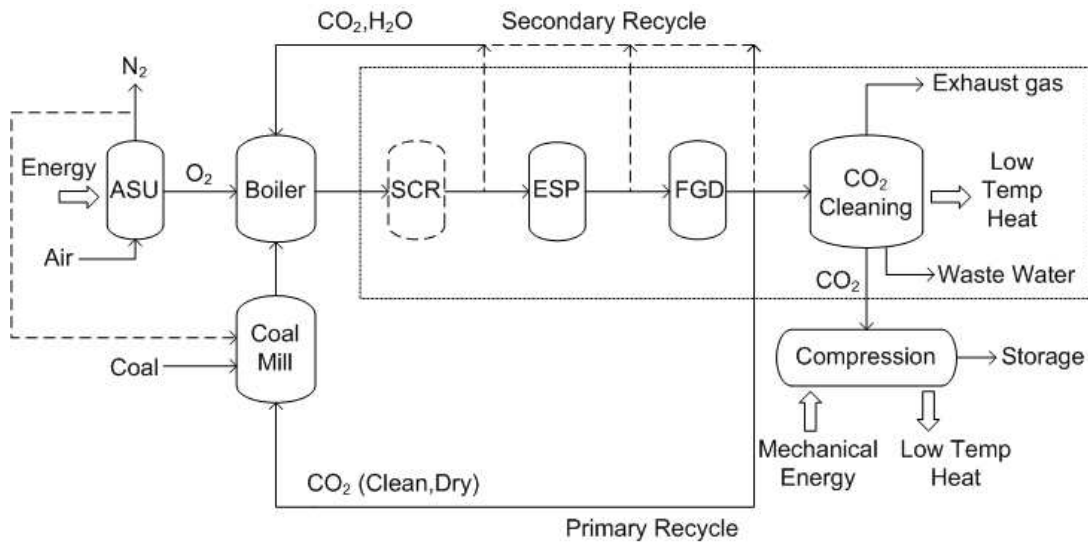 CO₂,H₂O
Secondary Recycle
N₂
Exhaust gas
Energy
ASU
O₂
Boiler
SCR
ESP
FGD
CO₂
Cleaning
Low
Temp
Heat
Air
Waste Water
CO₂
Coal
Mill
Coal
Compression
Storage
Mechanical
Energy
Low Temp
Heat
CO₂ (Clean,Dry)
Primary Recycle